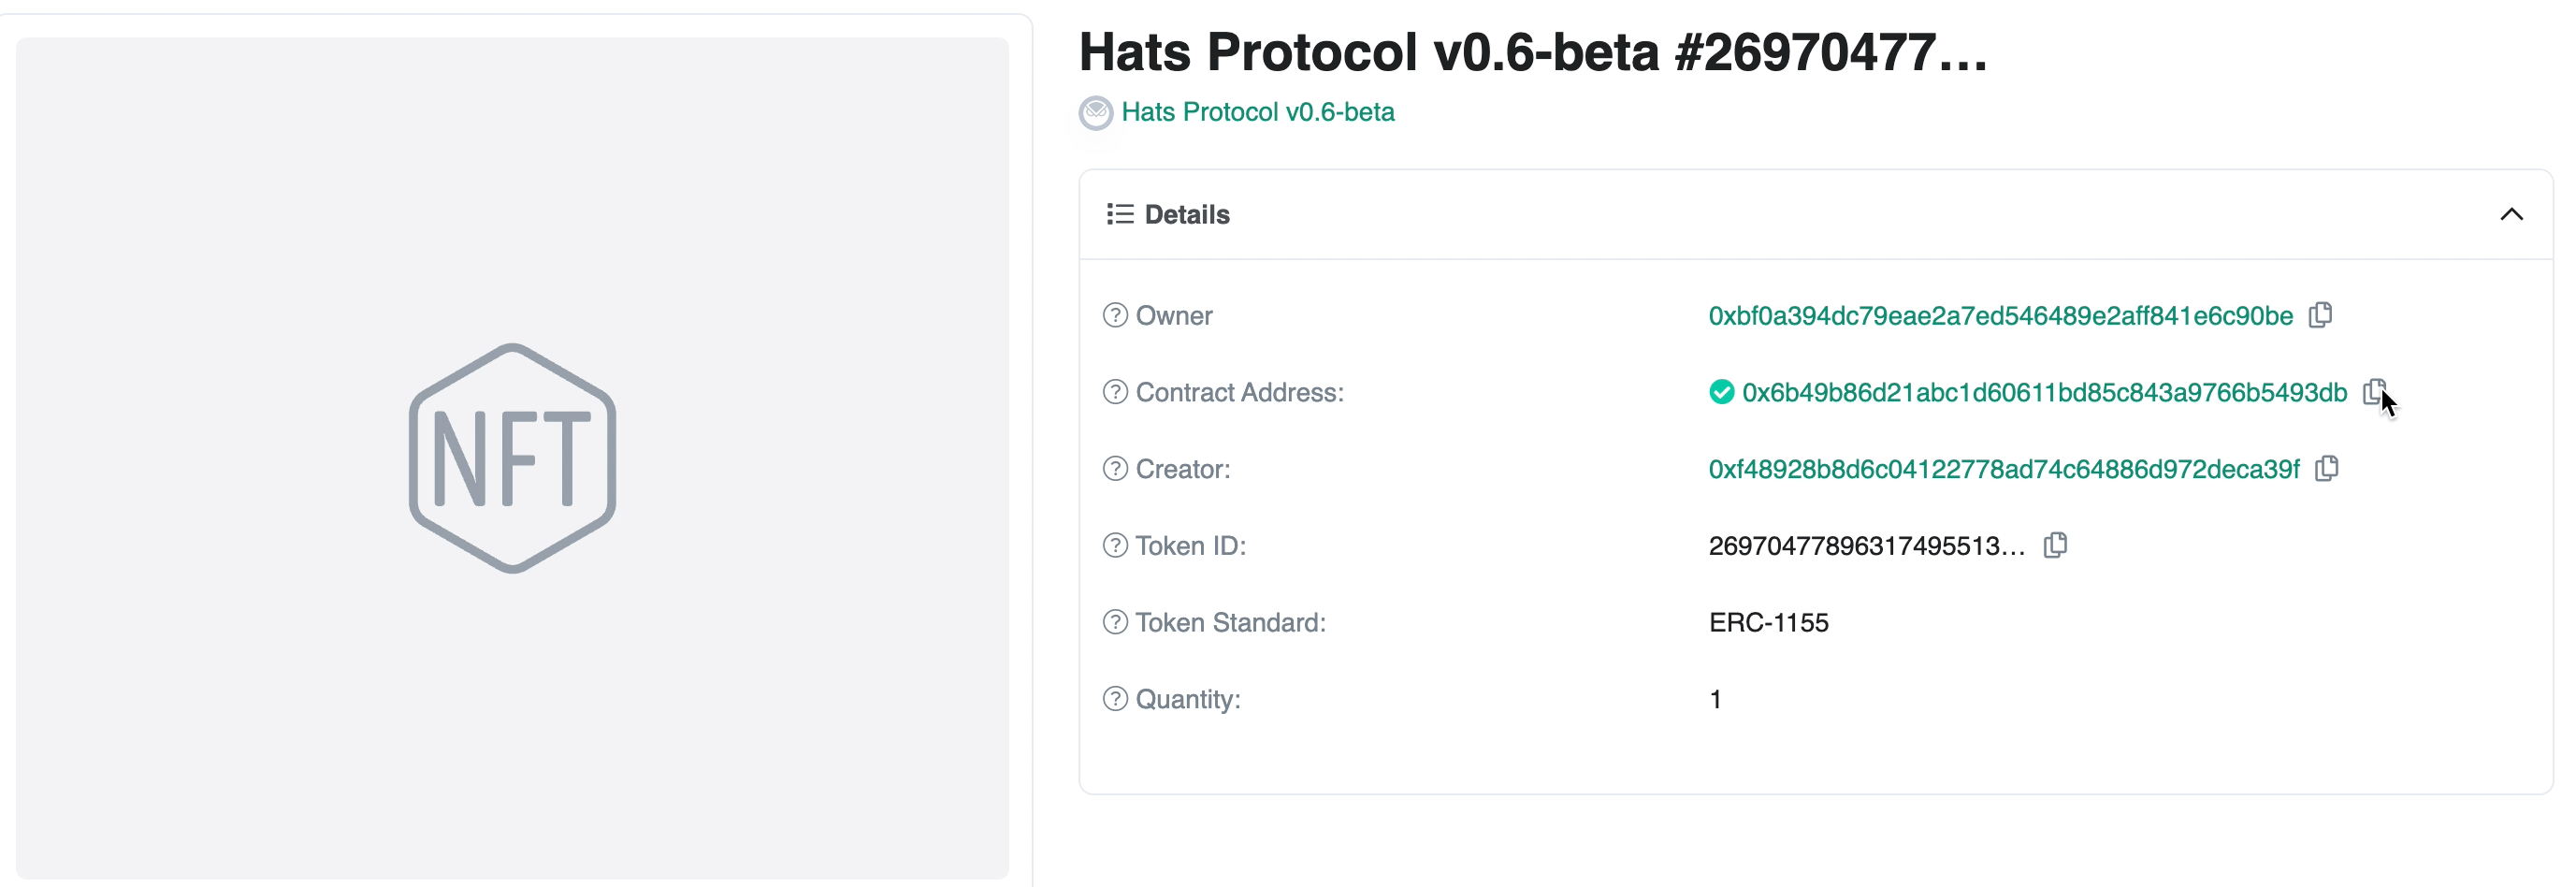 Hats Protocol v0.6-beta #26970477...
Hats Protocol v0.6-beta
Details
Owner 0xbf0a394dc79eae2a7ed546489e2aff841e6c90be
Contract Address: 0x6b49b86d21abc1d60611bd85c843a9766b5493db
Creator: 0xf48928b8d6c04122778ad74c64886d972deca39f
Token ID: 26970477896317495513...
Token Standard: ERC-1155
Quantity: 1
NFT